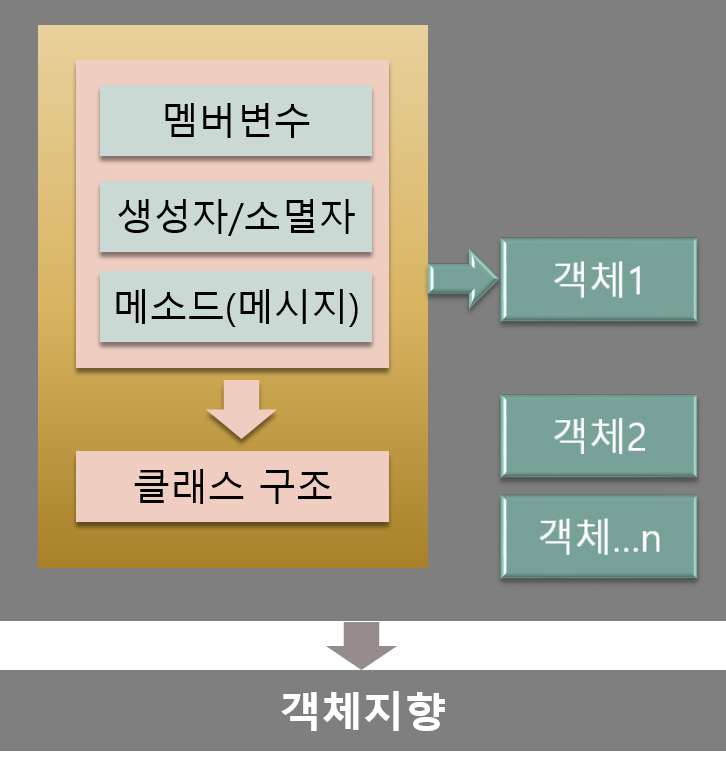 멤버변수
생성자/소멸자
메소드(메시지)
클래스 구조
객체1
객체2
객체...n
객체지향